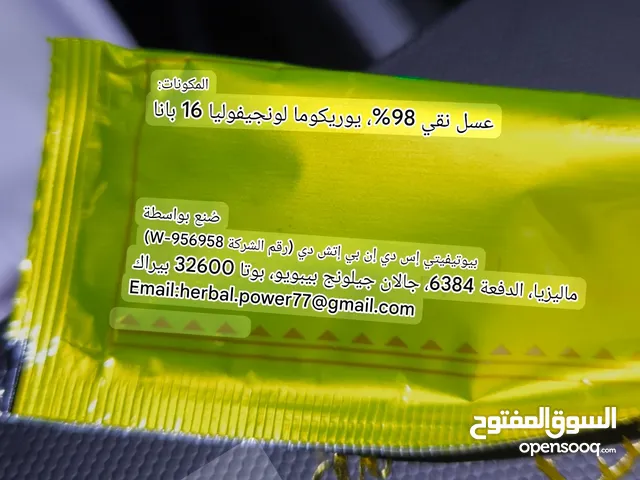 المكونات:
عسل نقي 98%، يوريكوما لونجيفوليا 16 بانا
صُنع بواسطة
بيوتيفيتي إس دي إن بي إتش دي (رقم الشركة 956958-W)
ماليزيا، الدفعة 6384، جالان جيلونج بيبويو، بوتا 32600 بيراك
Email:herbal.power77@gmail.com
السوق المفتوح
opensooq.com